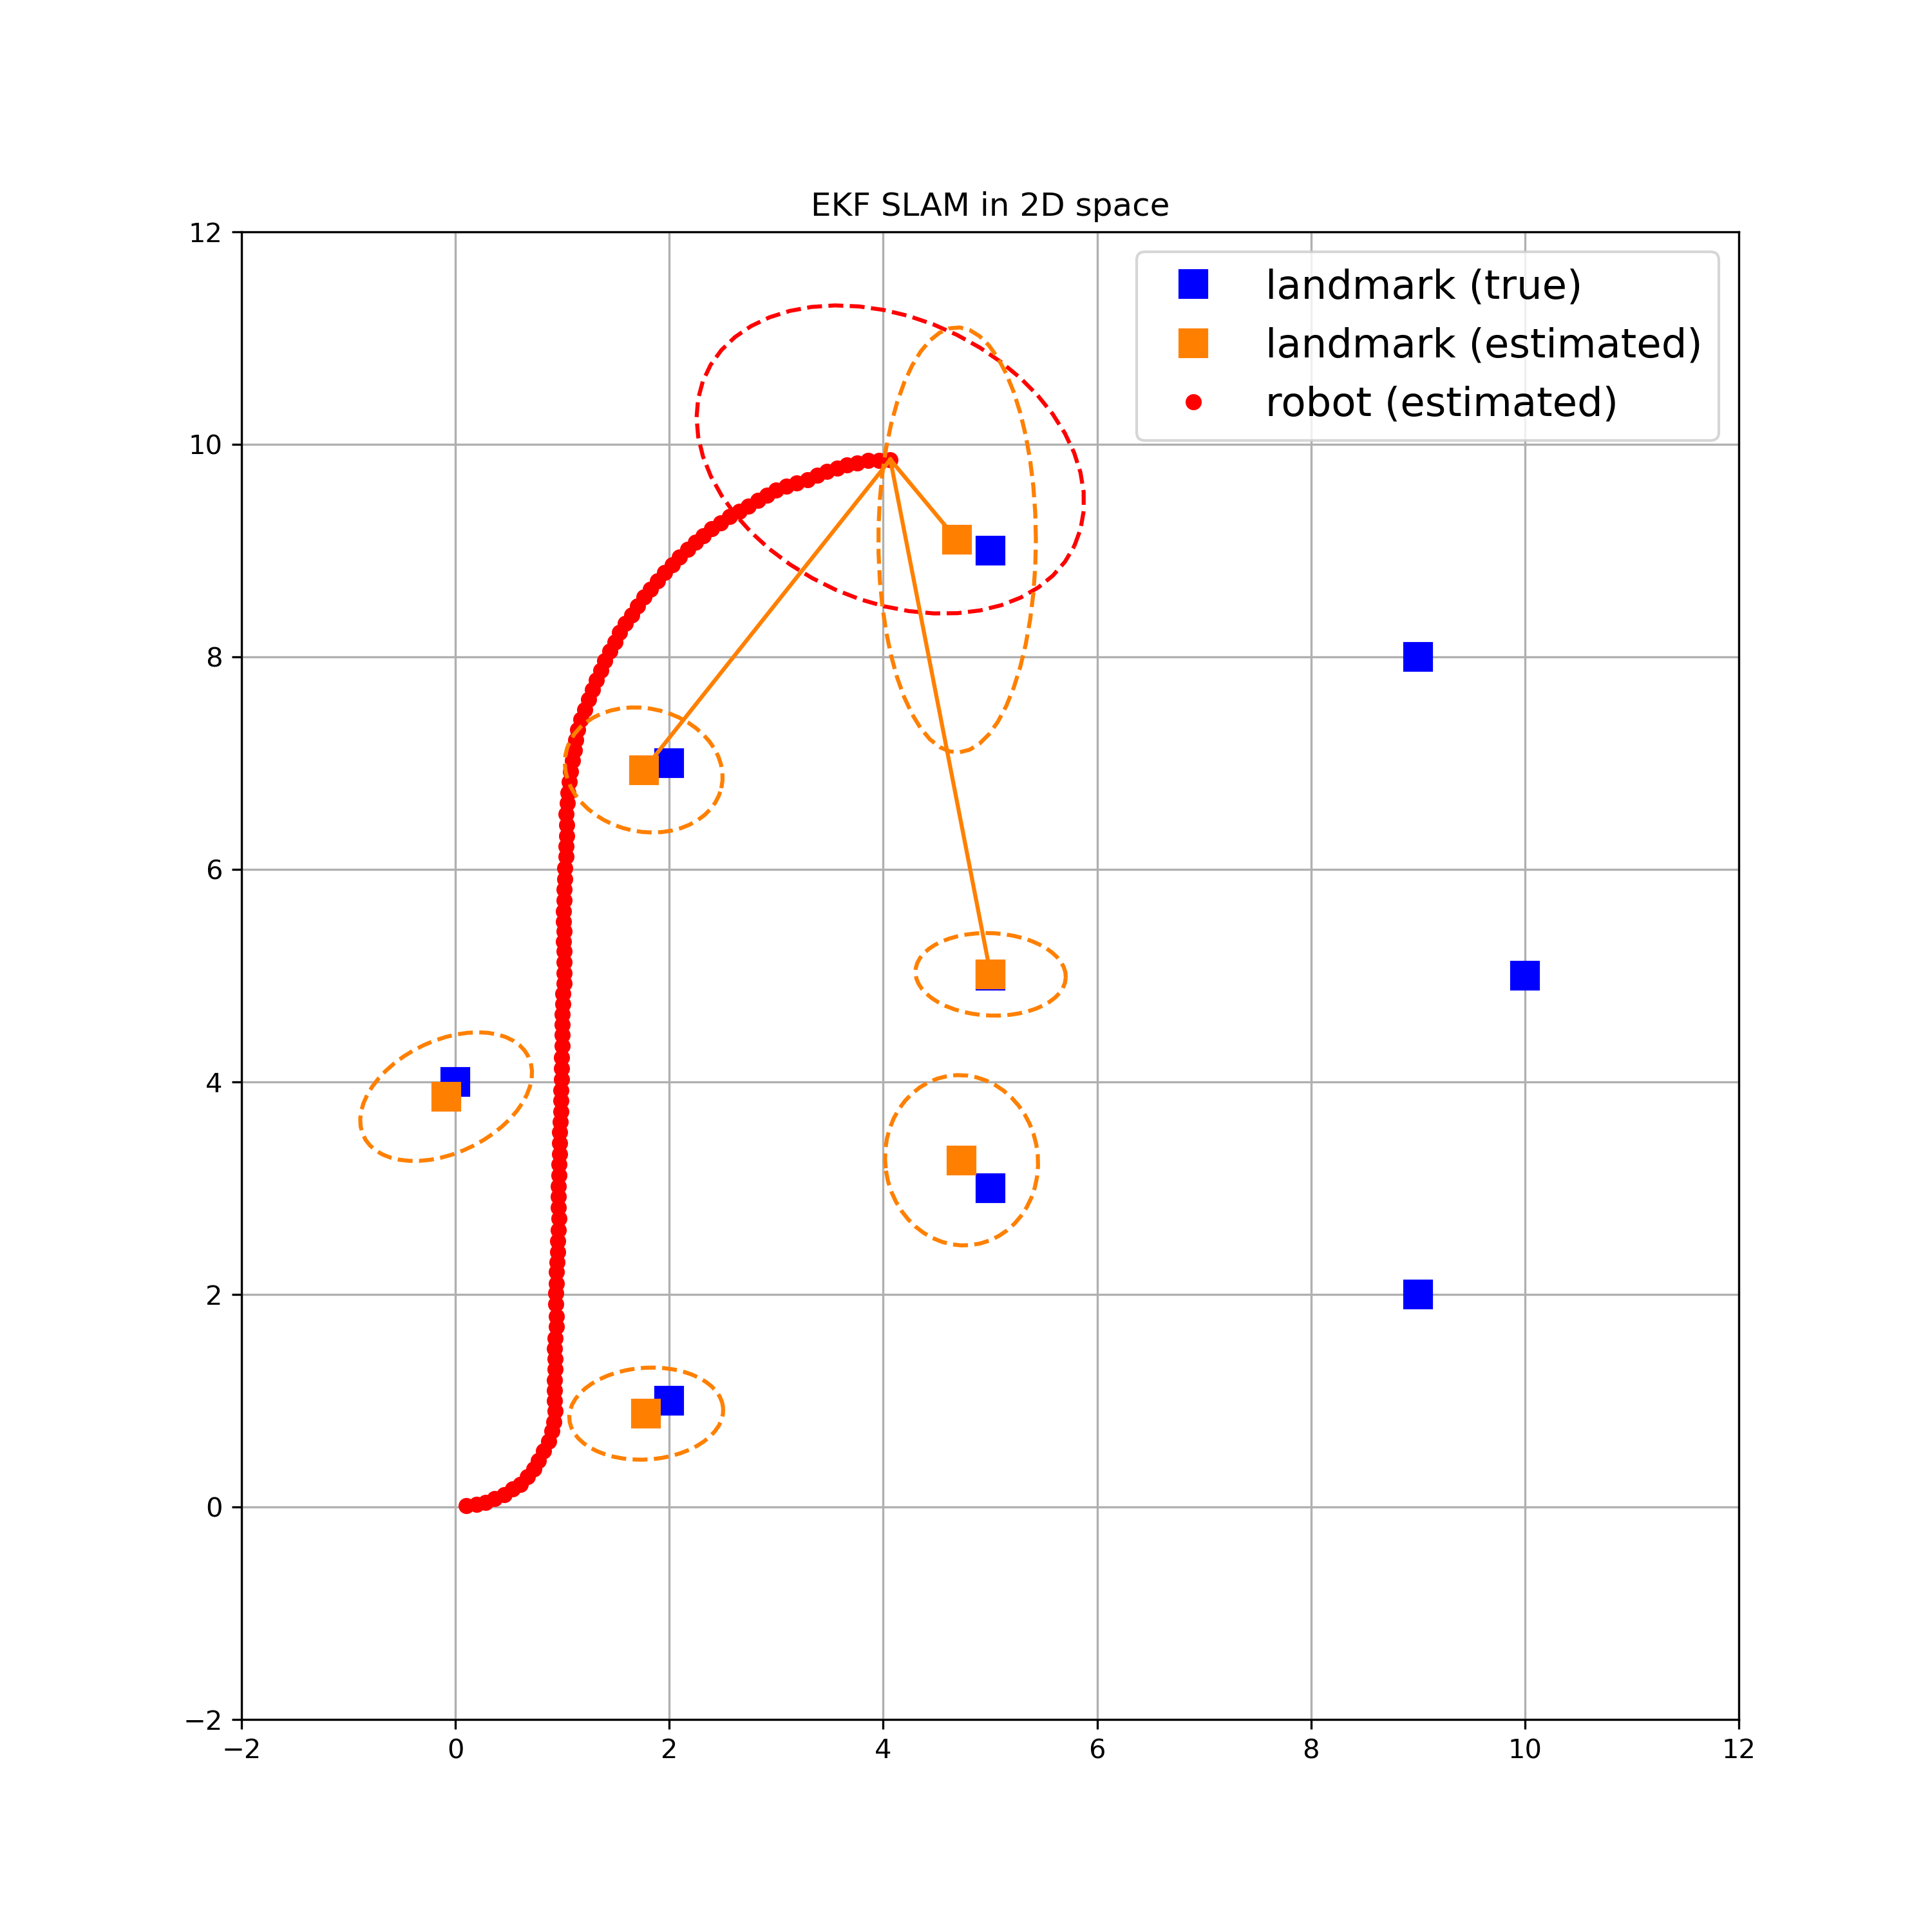 EKF SLAM in 2D space
12
10
8
6
4
2
0
−2
−2 0 2 4 6 8 10 12
landmark (true)
landmark (estimated)
robot (estimated)